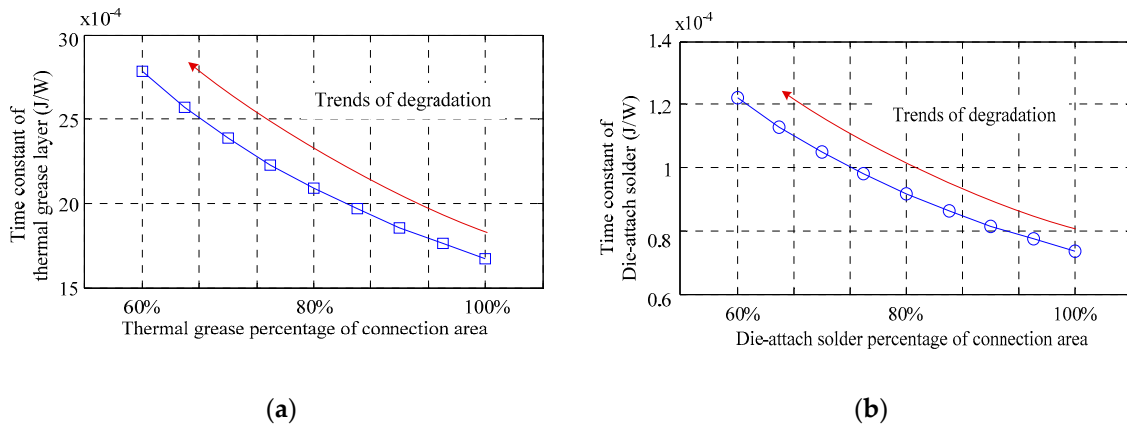 x10-4
30
25
20
15
Time constant of
thermal grease layer (J/W)
Trends of degradation
60% 80% 100%
Thermal grease percentage of connection area
(a)
x10-4
1.4
1.2
1
0.8
0.6
Time constant of
Die-attach solder (J/W)
Trends of degradation
60% 80% 100%
Die-attach solder percentage of connection area
(b)